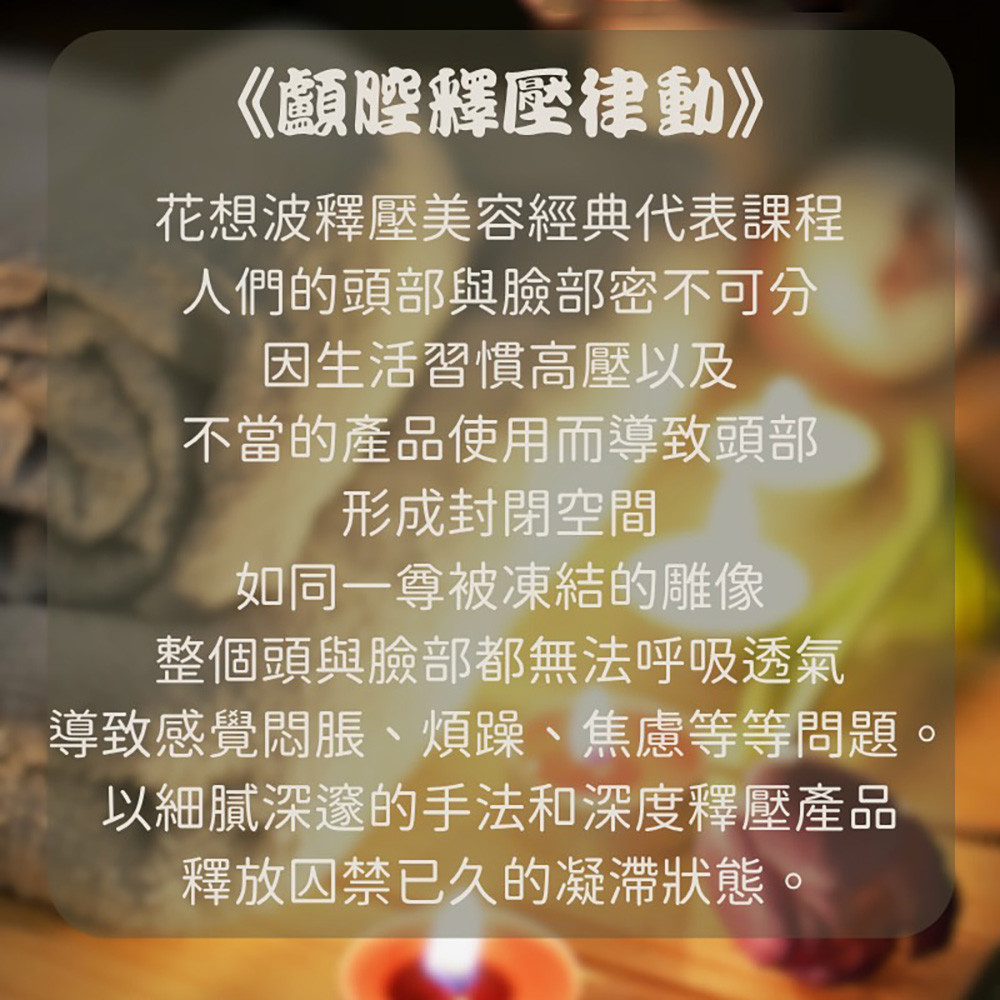 《顱腔釋壓律動》
花想波釋壓美容經典代表課程
人們的頭部與臉部密不可分
因生活習慣高壓以及
不當的產品使用而導致頭部
形成封閉空間
如同一尊被凍結的雕像
整個頭與臉部都無法呼吸透氣
導致感覺悶脹、煩躁、焦慮等等問題。
以細膩深邃的手法和深度釋壓產品
釋放囚禁已久的凝滯狀態。